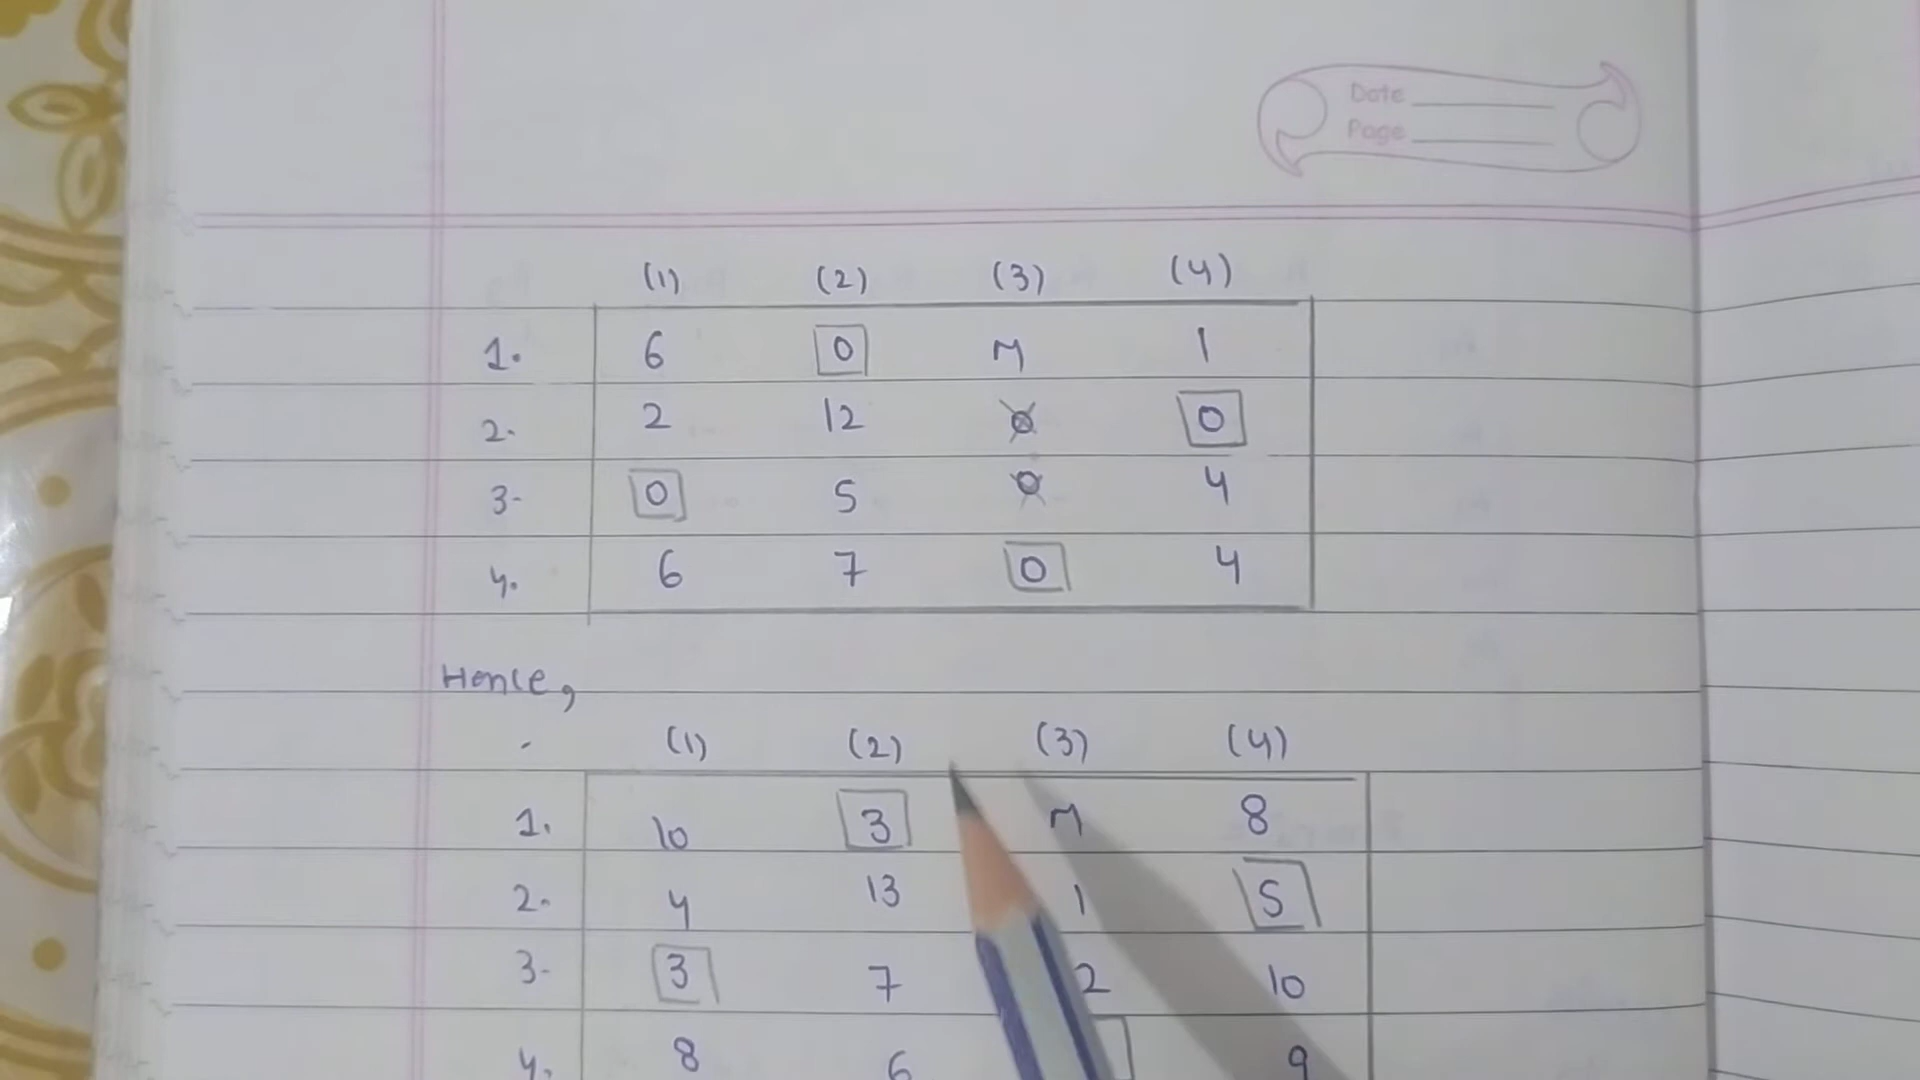 Date
Page
(1) (2) (3) (4)
1. 6 0 M 1
2. 2 12 0 0
3- 0 5 0 4
4. 6 7 0 4
Hence,
(1) (2) (3) (4)
1. 10 3 M 8
2. 4 13 1 5
3- 3 7 2 10
4. 8 6 9